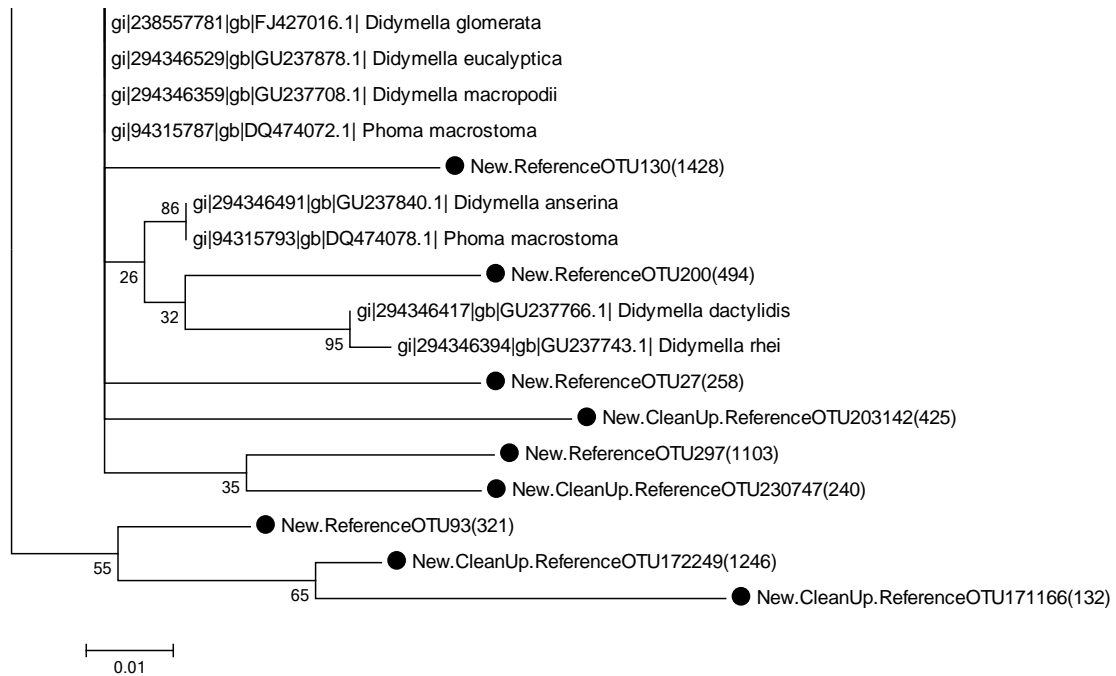 gi|238557781|gb|FJ427016.1| Didymella glomerata
gi|294346529|gb|GU237878.1| Didymella eucalyptica
gi|294346359|gb|GU237708.1| Didymella macropodii
gi|94315787|gb|DQ474072.1| Phoma macrostoma
New.ReferenceOTU130(1428)
86 gi|294346491|gb|GU237840.1| Didymella anserina
gi|94315793|gb|DQ474078.1| Phoma macrostoma
26
New.ReferenceOTU200(494)
32
gi|294346417|gb|GU237766.1| Didymella dactylidis
95 gi|294346394|gb|GU237743.1| Didymella rhei
New.ReferenceOTU27(258)
New.CleanUp.ReferenceOTU203142(425)
New.ReferenceOTU297(1103)
35 New.CleanUp.ReferenceOTU230747(240)
New.ReferenceOTU93(321)
55
New.CleanUp.ReferenceOTU172249(1246)
65 New.CleanUp.ReferenceOTU171166(132)
0.01